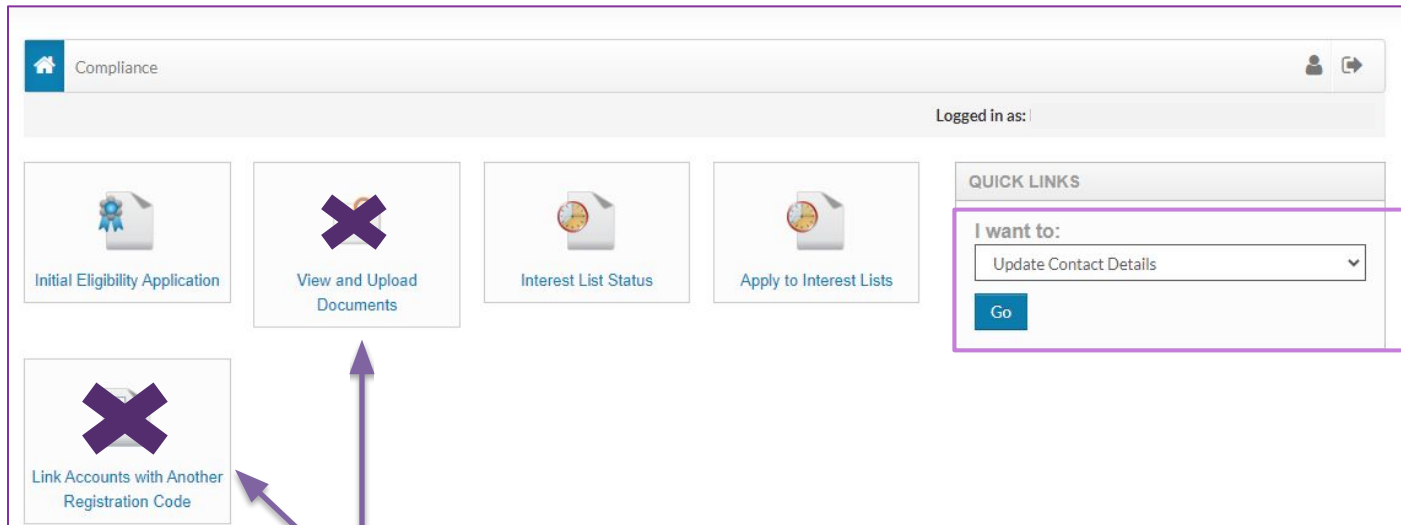 Compliance
Logged in as:
Initial Eligibility Application
View and Upload
Documents
Interest List Status
Apply to Interest Lists
QUICK LINKS
I want to:
Update Contact Details
Go
Link Accounts with Another
Registration Code